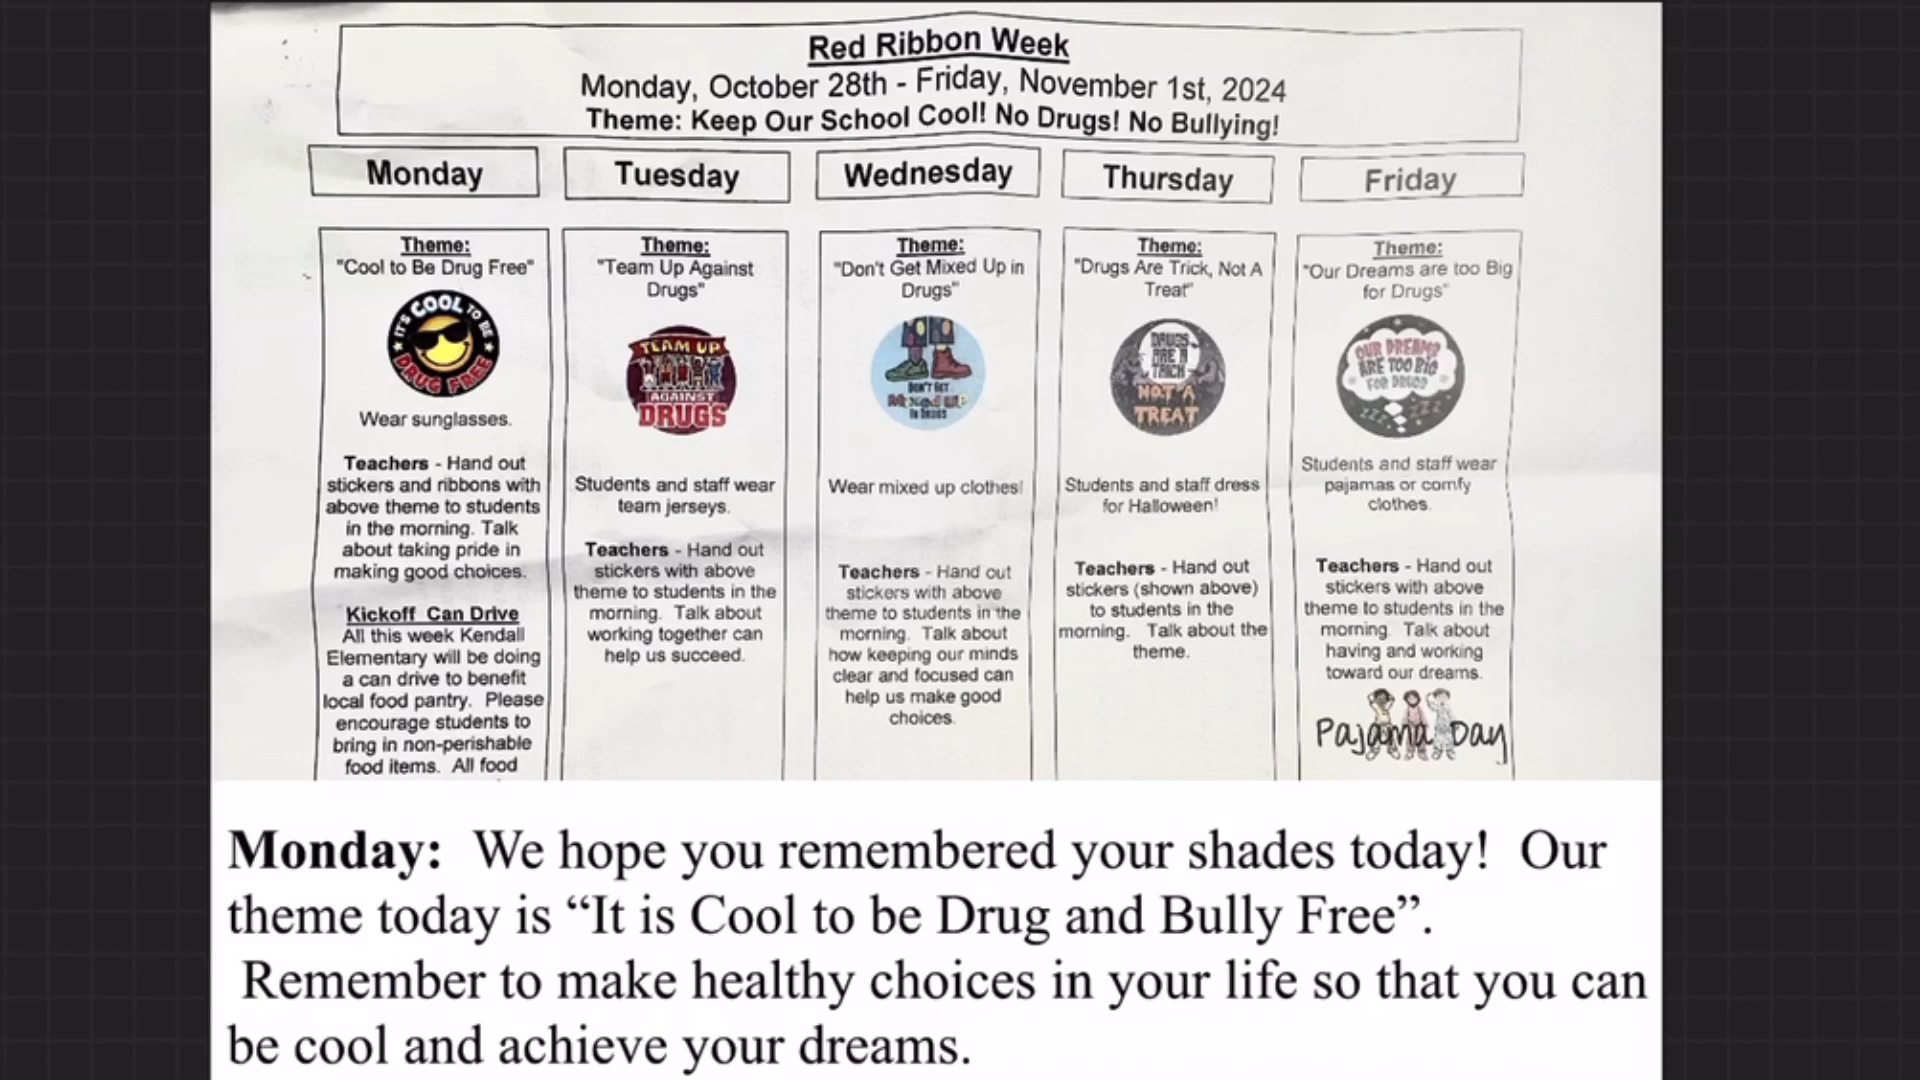 Red Ribbon Week
Monday, October 28th - Friday, November 1st, 2024
Theme: Keep Our School Cool! No Drugs! No Bullying!
Monday
Theme:
"Cool to Be Drug Free"
IT'S COOL TO BE
DRUG FREE
Wear sunglasses.
Teachers - Hand out
stickers and ribbons with
above theme to students
in the morning. Talk
about taking pride in
making good choices.
Kickoff Can Drive
All this week Kendall
Elementary will be doing
a can drive to benefit
local food pantry. Please
encourage students to
bring in non-perishable
food items. All food
Tuesday
Theme:
"Team Up Against
Drugs"
TEAM UP
AGAINST
DRUGS
Students and staff wear
team jerseys.
Teachers - Hand out
stickers with above
theme to students in the
morning. Talk about
working together can
help us succeed.
Wednesday
Theme:
"Don't Get Mixed Up in
Drugs"
DON'T GET
MIXED UP
IN DRUGS
Wear mixed up clothes!
Teachers - Hand out
stickers with above
theme to students in the
morning. Talk about
how keeping our minds
clear and focused can
help us make good
choices.
Thursday
Theme:
"Drugs Are Trick, Not A
Treat"
DRUGS
ARE A
TRICK
NOT A
TREAT
Students and staff dress
for Halloween!
Teachers - Hand out
stickers (shown above)
to students in the
morning. Talk about the
theme.
Friday
Theme:
"Our Dreams are too Big
for Drugs"
OUR DREAMS
ARE TOO BIG
FOR DRUGS
ZZZ ZZZ
Students and staff wear
pajamas or comfy
clothes.
Teachers - Hand out
stickers with above
theme to students in the
morning. Talk about
having and working
toward our dreams.
Pajama Day
Monday: We hope you remembered your shades today! Our
theme today is “It is Cool to be Drug and Bully Free”.
Remember to make healthy choices in your life so that you can
be cool and achieve your dreams.